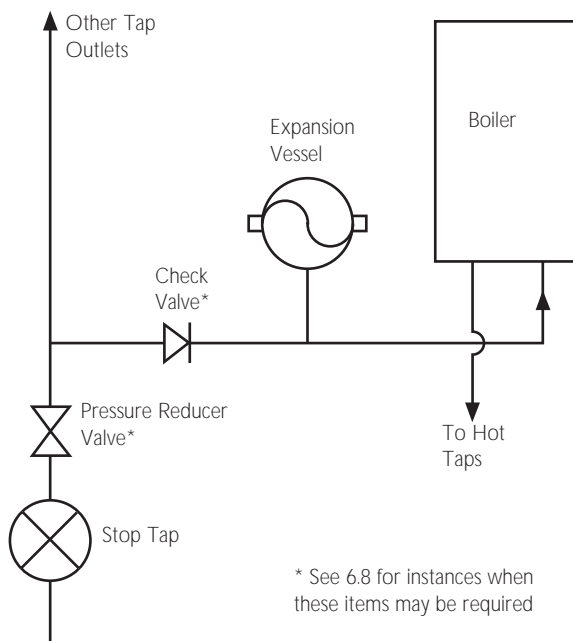 Other Tap
Outlets
Boiler
Expansion
Vessel
Check
Valve*
Pressure Reducer
Valve*
To Hot
Taps
Stop Tap
* See 6.8 for instances when
these items may be required